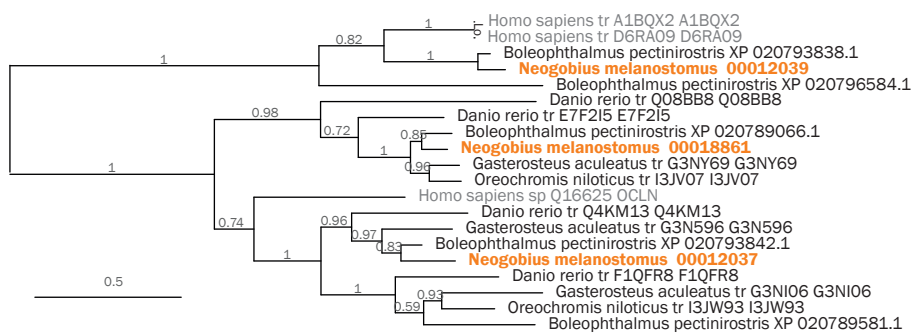 Homo sapiens tr A1BQX2 A1BQX2
1
Homo sapiens tr D6RA09 D6RA09
0.82
Boleophthalmus pectinirostris XP 020793838.1
1
1
Neogobius melanostomus 00012039
Boleophthalmus pectinirostris XP 020796584.1
Danio rerio tr Q08BB8 Q08BB8
0.98
Danio rerio tr E7F2I5 E7F2I5
0.72
0.85
Boleophthalmus pectinirostris XP 020789066.1
1
Neogobius melanostomus 00018861
1
0.96
Gasterosteus aculeatus tr G3NY69 G3NY69
Oreochromis niloticus tr I3JV07 I3JV07
Homo sapiens sp Q16625 OCLN
0.74
0.96
Danio rerio tr Q4KM13 Q4KM13
0.97
Gasterosteus aculeatus tr G3N596 G3N596
0.83
Boleophthalmus pectinirostris XP 020793842.1
1
Neogobius melanostomus 00012037
0.5
Danio rerio tr F1QFR8 F1QFR8
1
0.93
Gasterosteus aculeatus tr G3NI06 G3NI06
0.59
Oreochromis niloticus tr I3JW93 I3JW93
Boleophthalmus pectinirostris XP 020789581.1